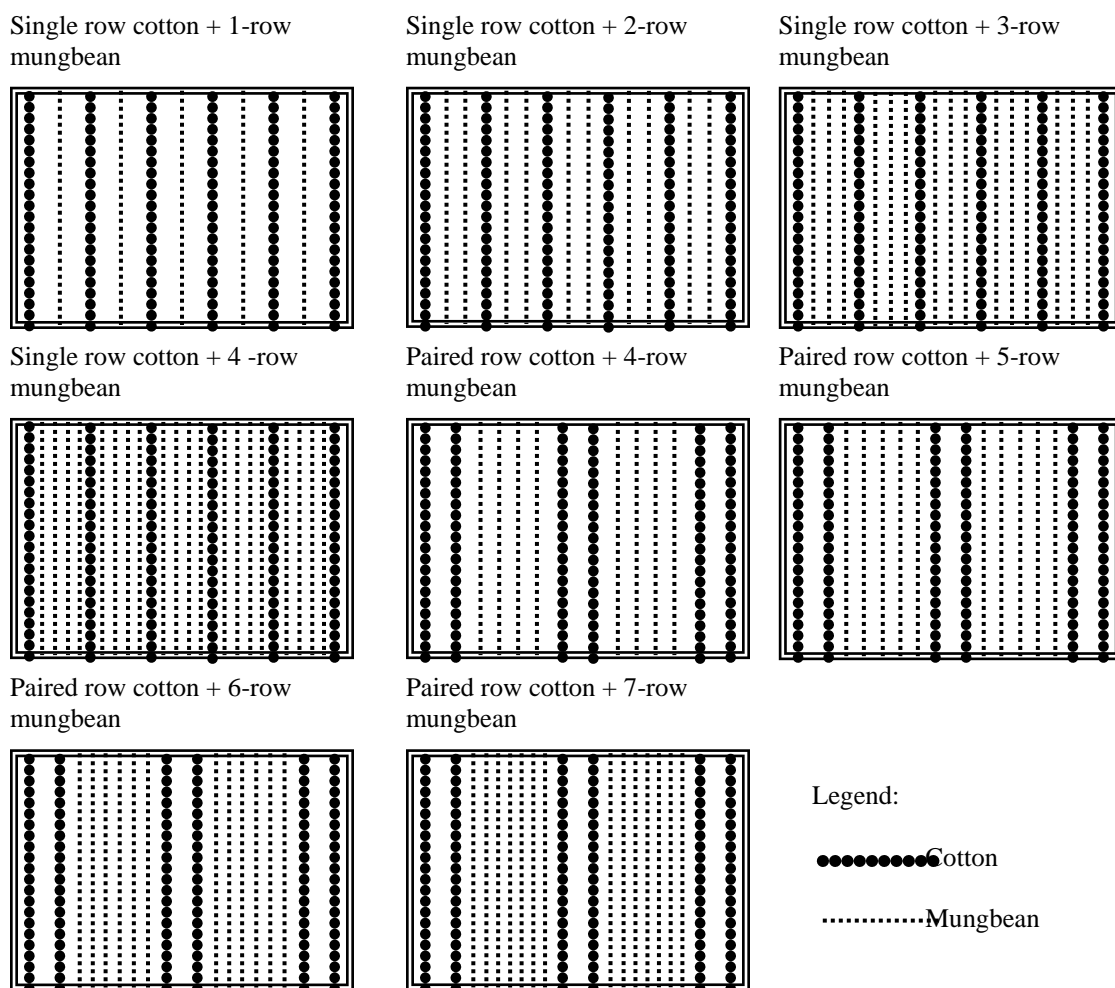 Single row cotton + 1-row
mungbean
Single row cotton + 2-row
mungbean
Single row cotton + 3-row
mungbean
Single row cotton + 4 -row
mungbean
Paired row cotton + 4-row
mungbean
Paired row cotton + 5-row
mungbean
Paired row cotton + 6-row
mungbean
Paired row cotton + 7-row
mungbean
Legend:
Cotton
Mungbean